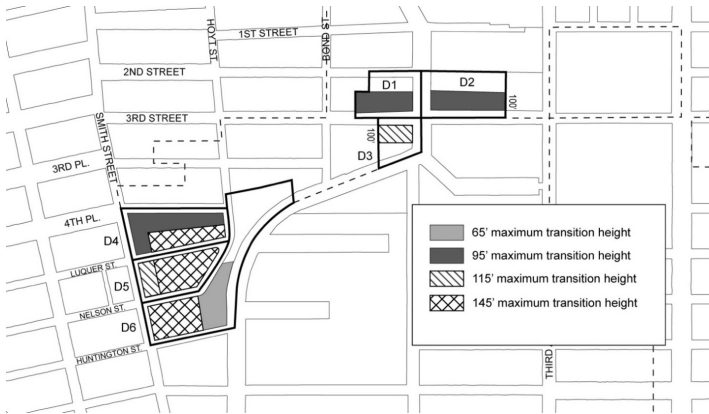 1ST STREET
HOYT ST.
BOND ST
2ND STREET
D1
D2
100'
3RD STREET
100'
SMITH STREET
D3
3RD PL.
4TH PL.
D4
65' maximum transition height
95' maximum transition height
115' maximum transition height
145' maximum transition height
LUQUER ST.
D5
NELSON ST.
D6
HUNTINGTON ST.
THIRD